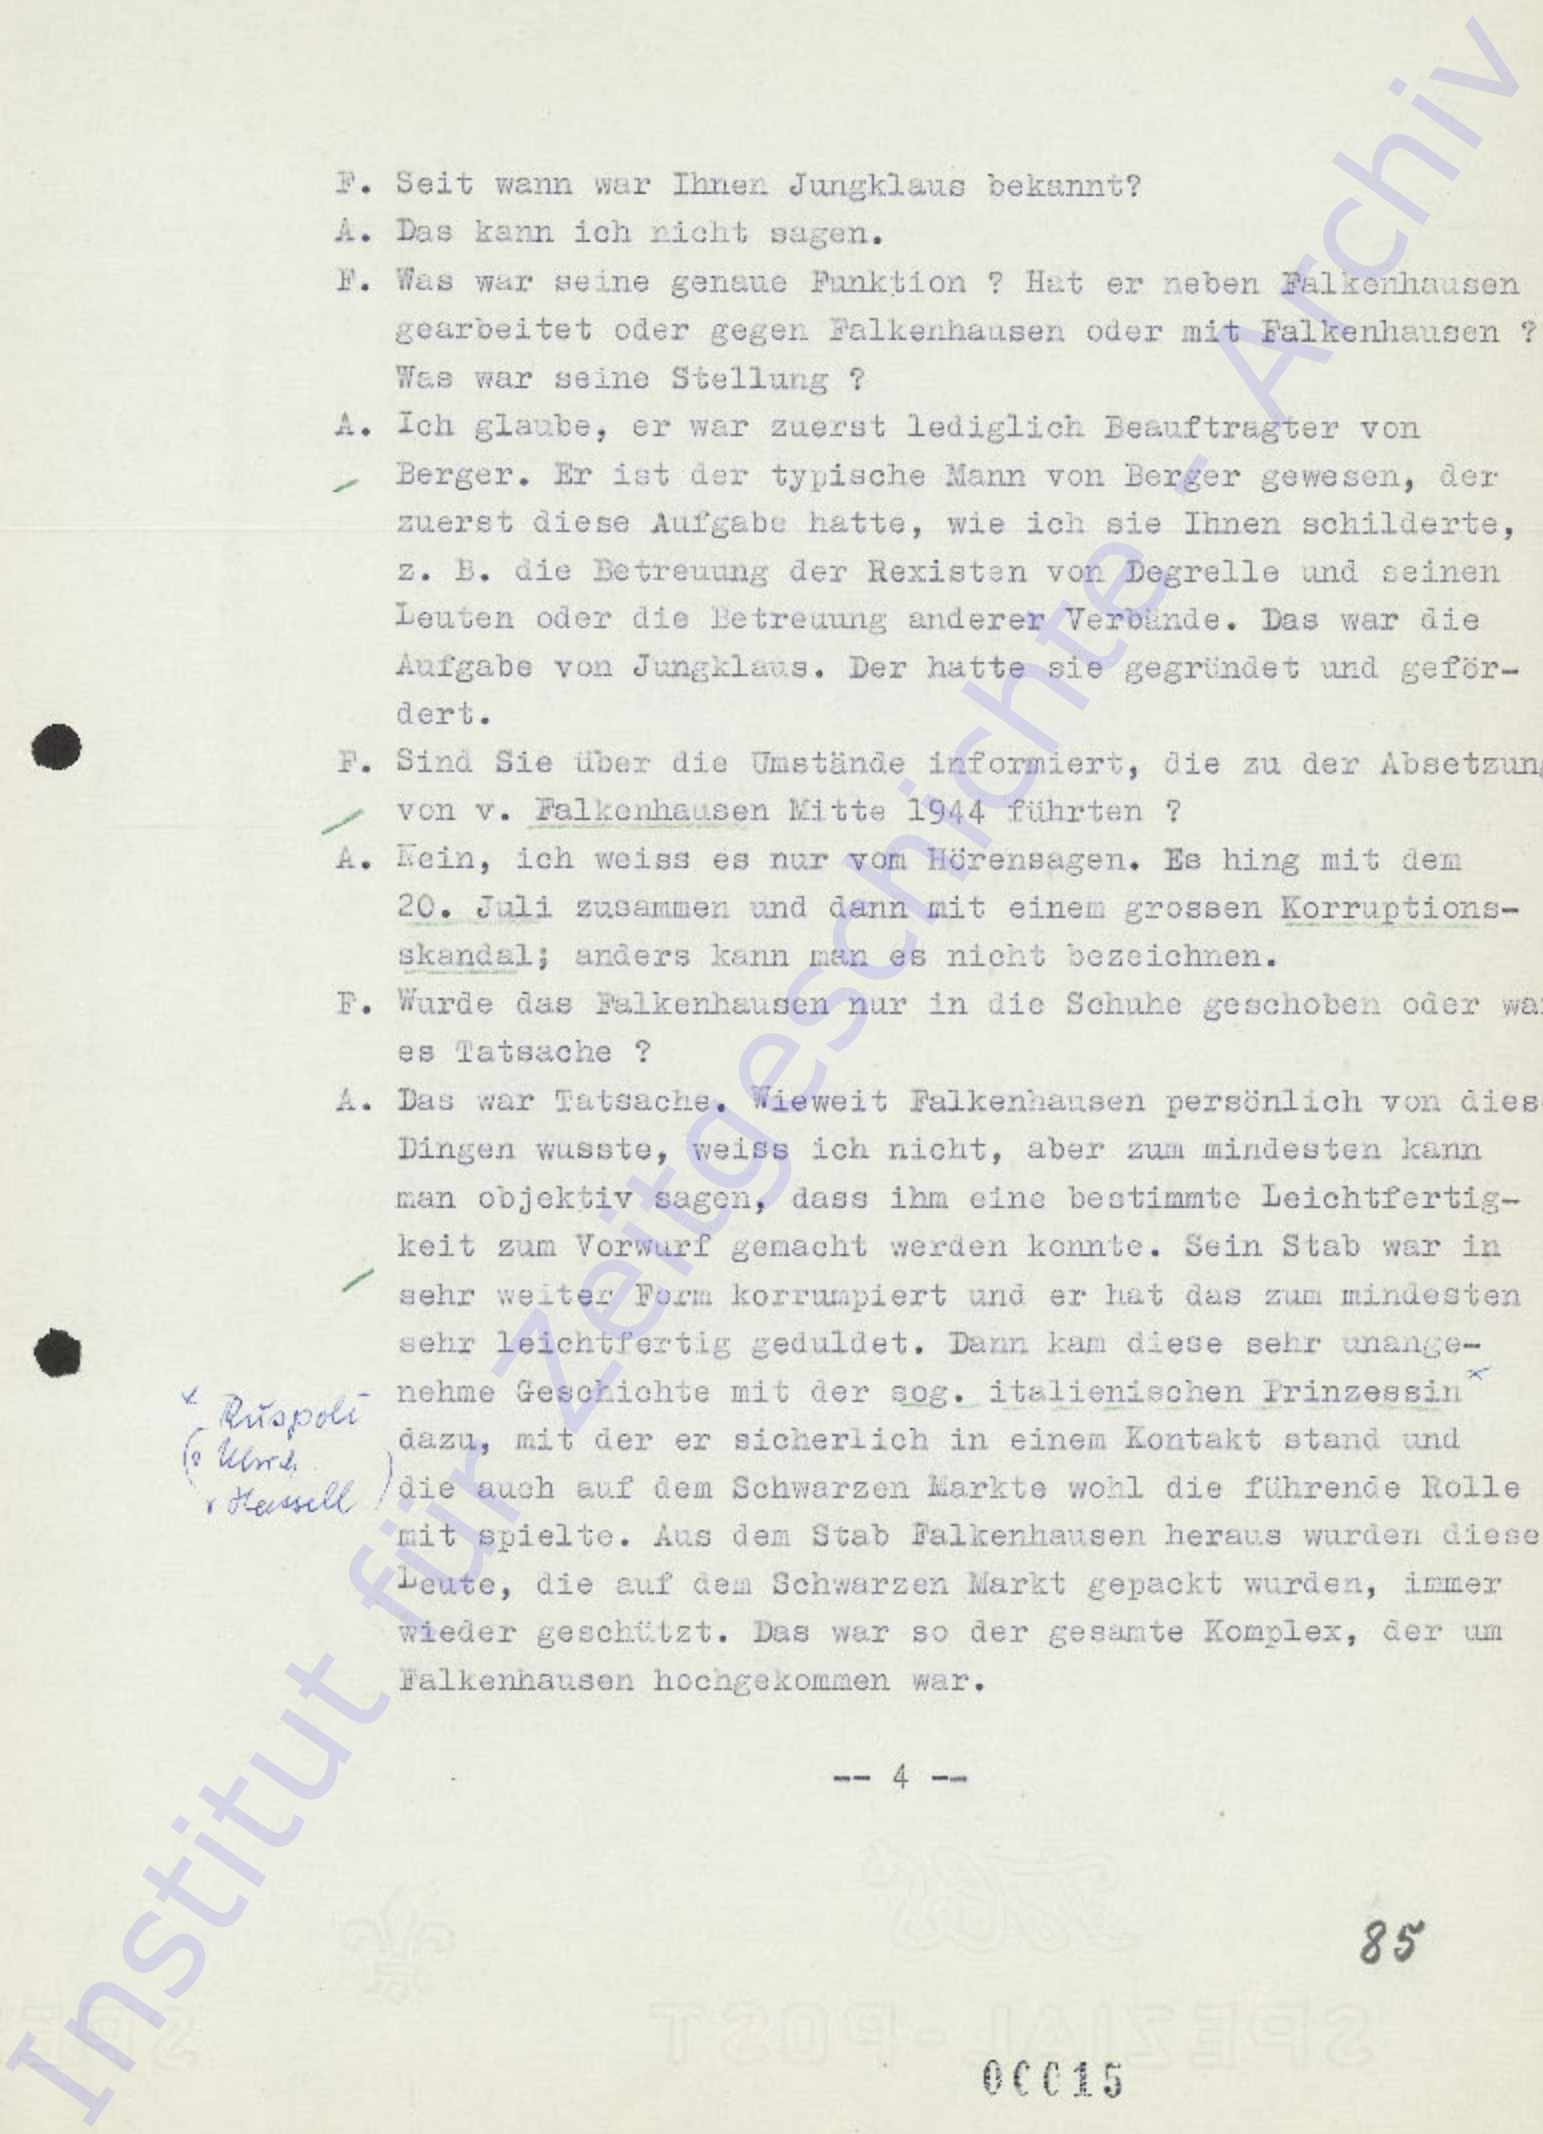 F. Seit wann war Ihnen Jungklaus bekannt?
A. Das kann ich nicht sagen.
F. Was war seine genaue Funktion ? Hat er neben Falkenhausen
gearbeitet oder gegen Falkenhausen oder mit Falkenhausen ?
Was war seine Stellung ?
A. Ich glaube, er war zuerst lediglich Beauftragter von
Berger. Er ist der typische Mann von Berger gewesen, der
zuerst diese Aufgabe hatte, wie ich sie Ihnen schilderte,
z. B. die Betreuung der Rexisten von Degrelle und seinen
Leuten oder die Betreuung anderer Verbände. Das war die
Aufgabe von Jungklaus. Der hatte sie gegründet und geför-
dert.
F. Sind Sie über die Umstände informiert, die zu der Absetzung
von v. Falkenhausen Mitte 1944 führten ?
A. Nein, ich weiss es nur vom Hörensagen. Es hing mit dem
20. Juli zusammen und dann mit einem grossen Korruptions-
skandal; anders kann man es nicht bezeichnen.
F. Wurde das Falkenhausen nur in die Schuhe geschoben oder war
es Tatsache ?
A. Das war Tatsache. Wieweit Falkenhausen persönlich von dies
Dingen wusste, weiss ich nicht, aber zum mindesten kann
man objektiv sagen, dass ihm eine bestimmte Leichtfertig-
keit zum Vorwurf gemacht werden konnte. Sein Stab war in
sehr weiter Form korrumpiert und er hat das zum mindesten
sehr leichtfertig geduldet. Dann kam diese sehr unange-
nehme Geschichte mit der sog. italienischen Prinzessin x
dazu, mit der er sicherlich in einem Kontakt stand und
die auch auf dem Schwarzen Markte wohl die führende Rolle
mit spielte. Aus dem Stab Falkenhausen heraus wurden diese
Leute, die auf dem Schwarzen Markt gepackt wurden, immer
wieder geschützt. Das war so der gesamte Komplex, der um
Falkenhausen hochgekommen war.
x Ruspoli
v Hassell
-- 4 --
85
SPEZIAL-POST
00015
Institut für Zeitgeschichte - Archiv